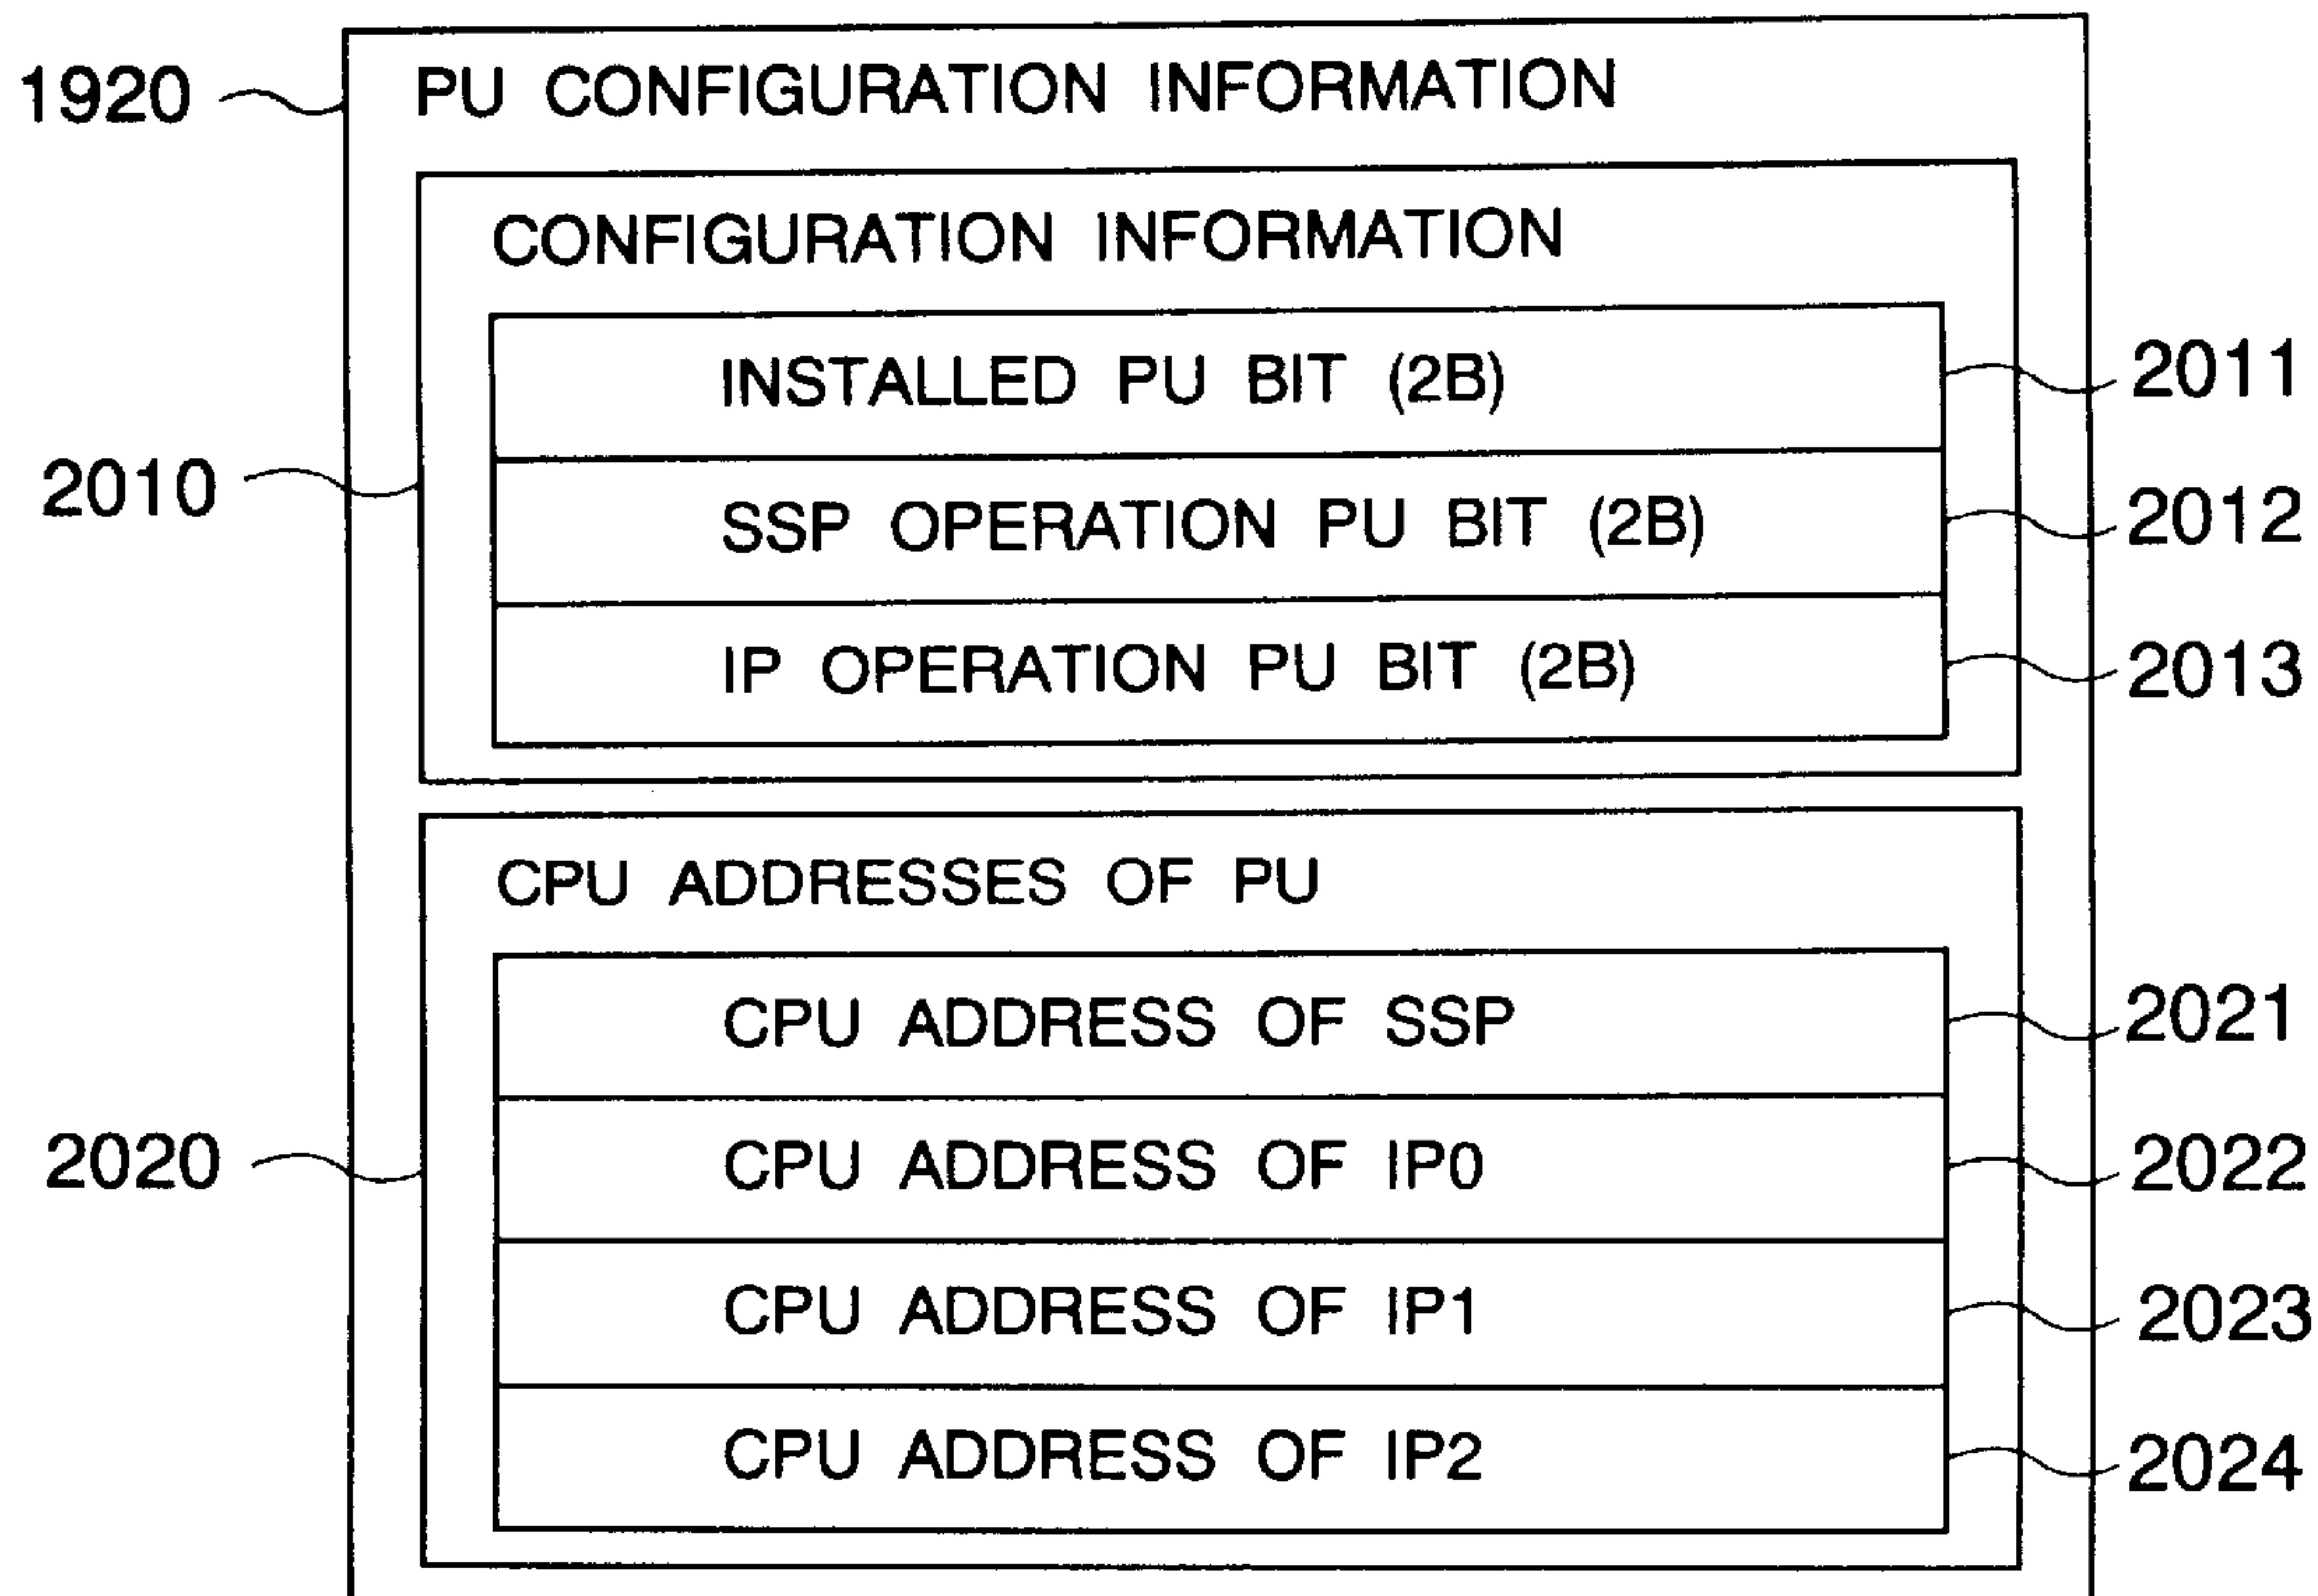 1920 PU CONFIGURATION INFORMATION
CONFIGURATION INFORMATION
INSTALLED PU BIT (2B) 2011
2010
SSP OPERATION PU BIT (2B) 2012
IP OPERATION PU BIT (2B) 2013
CPU ADDRESSES OF PU
CPU ADDRESS OF SSP 2021
2020 CPU ADDRESS OF IP0 2022
CPU ADDRESS OF IP1 2023
CPU ADDRESS OF IP2 2024